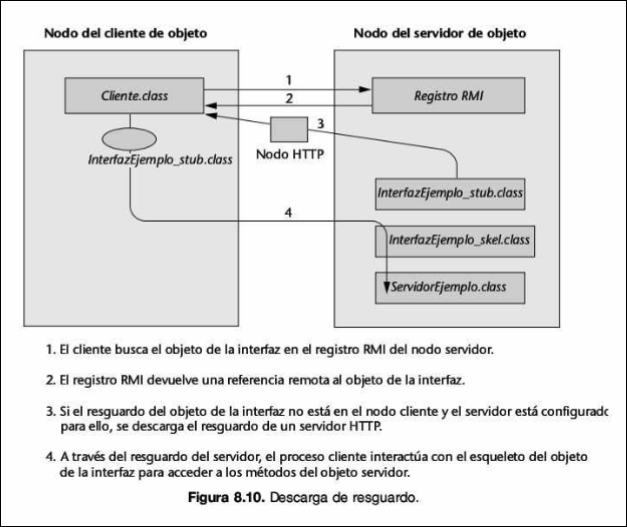 Nodo del cliente de objeto
Nodo del servidor de objeto
Cliente.class
1
2
Registro RMI
3
Nodo HTTP
InterfazEjemplo_stub.class
InterfazEjemplo_stub.class
4
InterfazEjemplo_skel.class
ServidorEjemplo.class
1. El cliente busca el objeto de la interfaz en el registro RMI del nodo servidor.
2. El registro RMI devuelve una referencia remota al objeto de la interfaz.
3. Si el resguardo del objeto de la interfaz no está en el nodo cliente y el servidor está configurado
para ello, se descarga el resguardo de un servidor HTTP.
4. A través del resguardo del servidor, el proceso cliente interactúa con el esqueleto del objeto
de la interfaz para acceder a los métodos del objeto servidor.
Figura 8.10. Descarga de resguardo.